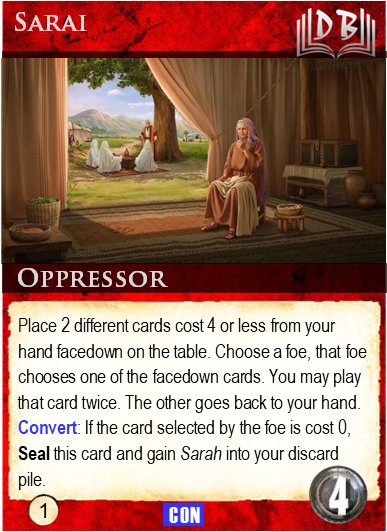 SARAI
DB
OPPRESSOR
Place 2 different cards cost 4 or less from your
hand facedown on the table. Choose a foe, that foe
chooses one of the facedown cards. You may play
that card twice. The other goes back to your hand.
Convert: If the card selected by the foe is cost 0,
Seal this card and gain Sarah into your discard
pile.
1
CON
4